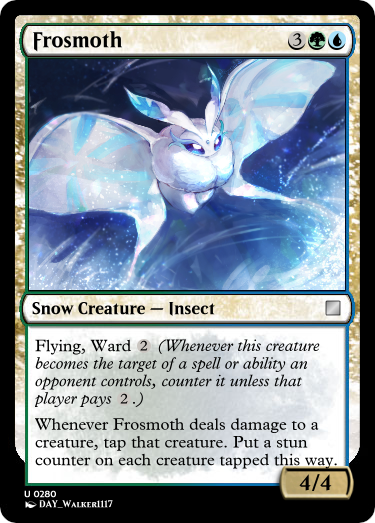 Frosmoth 3
Snow Creature — Insect
Flying, Ward 2 (Whenever this creature
becomes the target of a spell or ability an
opponent controls, counter it unless that
player pays 2 .)
Whenever Frosmoth deals damage to a
creature, tap that creature. Put a stun
counter on each creature tapped this way.
4/4
U 0280
DAY_WALKER1117